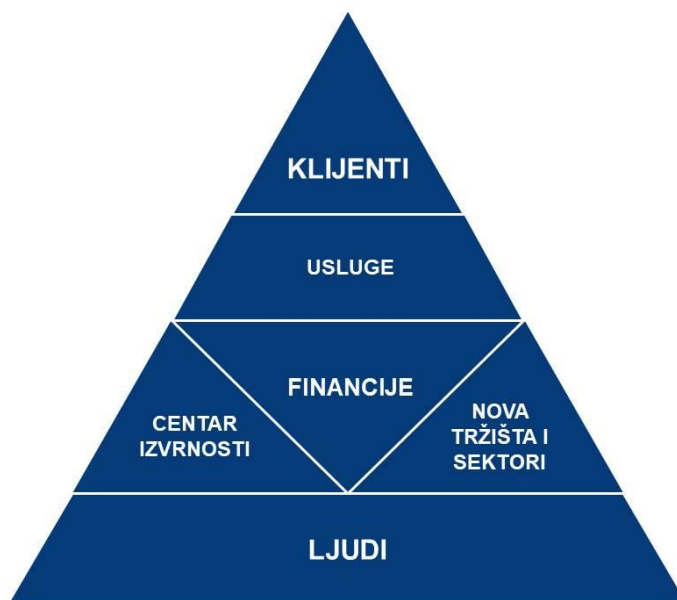 KLIJENTI
USLUGE
FINANCIJE
CENTAR
IZVRNOSTI
NOVA
TRŽIŠTA I
SEKTORI
LJUDI